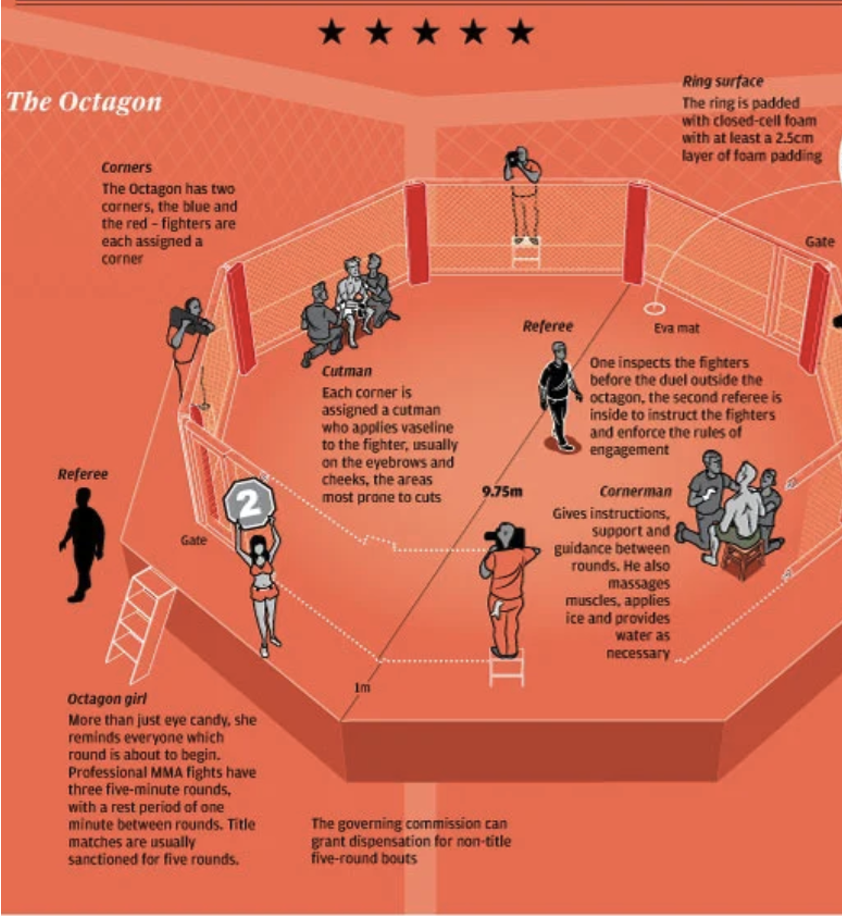 The Octagon
Corners
The Octagon has two
corners, the blue and
the red – fighters are
each assigned a
corner
Ring surface
The ring is padded
with closed-cell foam
with at least a 2.5cm
layer of foam padding
Gate
Eva mat
Referee
One inspects the fighters
before the duel outside the
octagon, the second referee is
inside to instruct the fighters
and enforce the rules of
engagement
Cutman
Each corner is
assigned a cutman
who applies vaseline
to the fighter, usually
on the eyebrows and
cheeks, the areas
most prone to cuts
9.75m
Cornerman
Gives instructions,
support and
guidance between
rounds. He also
massages
muscles, applies
ice and provides
water as
necessary
Referee
2
Gate
1m
Octagon girl
More than just eye candy, she
reminds everyone which
round is about to begin.
Professional MMA fights have
three five-minute rounds,
with a rest period of one
minute between rounds. Title
matches are usually
sanctioned for five rounds.
The governing commission can
grant dispensation for non-title
five-round bouts